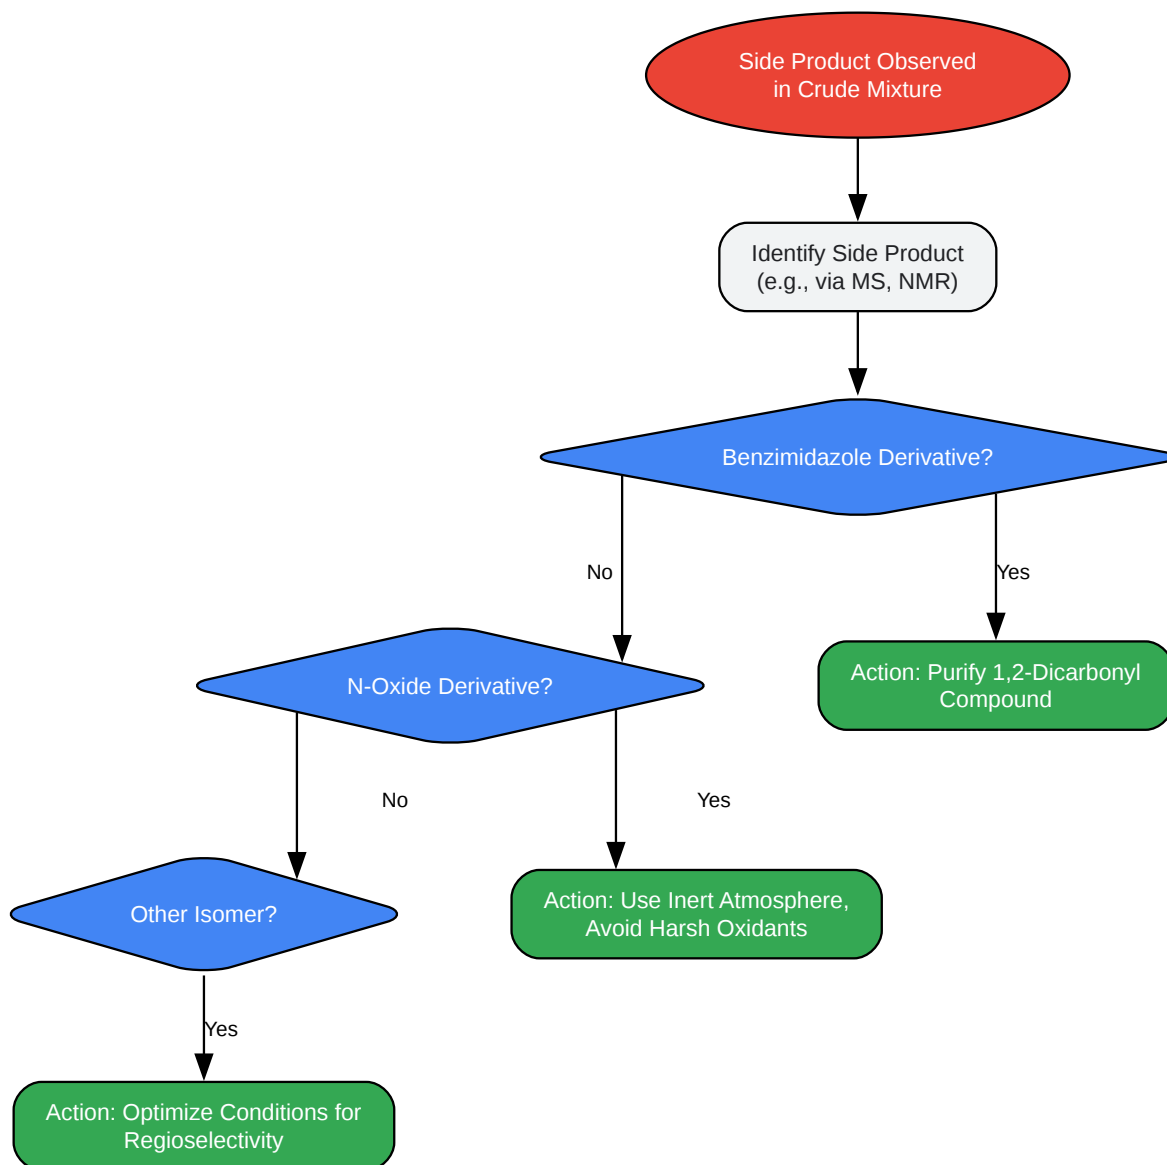 Side Product Observed
in Crude Mixture
Identify Side Product
(e.g., via MS, NMR)
Benzimidazole Derivative?
No
Yes
Action: Purify 1,2-Dicarbonyl
Compound
N-Oxide Derivative?
No
Yes
Action: Use Inert Atmosphere,
Avoid Harsh Oxidants
Other Isomer?
Yes
Action: Optimize Conditions for
Regioselectivity